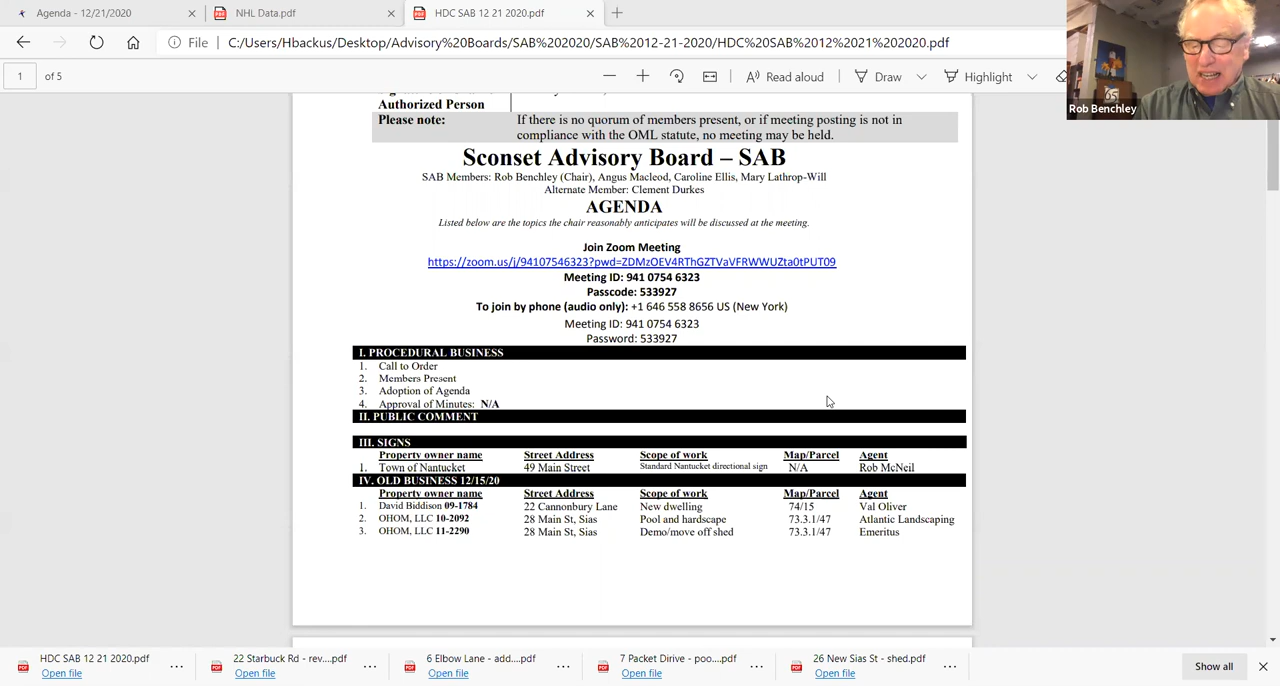 Agenda - 12/21/2020
NHL Data.pdf
HDC SAB 12 21 2020.pdf
File
C:/Users/Hbackus/Desktop/Advisory%20Boards/SAB%202020/SAB%2012-21-2020/HDC%20SAB%2012%2021%202020.pdf
1 of 5
Read aloud
Draw
Highlight
65
Rob Benchley
Authorized Person
Please note: If there is no quorum of members present, or if meeting posting is not in
compliance with the OML statute, no meeting may be held.
Sconset Advisory Board – SAB
SAB Members: Rob Benchley (Chair), Angus Macleod, Caroline Ellis, Mary Lathrop-Will
Alternate Member: Clement Durkes
AGENDA
Listed below are the topics the chair reasonably anticipates will be discussed at the meeting.
Join Zoom Meeting
https://zoom.us/j/94107546323?pwd=ZDMzOEV4RThGZTVaVFRWWUZta0tPUT09
Meeting ID: 941 0754 6323
Passcode: 533927
To join by phone (audio only): +1 646 558 8656 US (New York)
Meeting ID: 941 0754 6323
Password: 533927
I. PROCEDURAL BUSINESS
1. Call to Order
2. Members Present
3. Adoption of Agenda
4. Approval of Minutes: N/A
II. PUBLIC COMMENT
III. SIGNS
Property owner name Street Address Scope of work Map/Parcel Agent
1. Town of Nantucket 49 Main Street Standard Nantucket directional sign N/A Rob McNeil
IV. OLD BUSINESS 12/15/20
Property owner name Street Address Scope of work Map/Parcel Agent
1. David Biddison 09-1784 22 Cannonbury Lane New dwelling 74/15 Val Oliver
2. OHOM, LLC 10-2092 28 Main St, Sias Pool and hardscape 73.3.1/47 Atlantic Landscaping
3. OHOM, LLC 11-2290 28 Main St, Sias Demo/move off shed 73.3.1/47 Emeritus
HDC SAB 12 21 2020.pdf
Open file
22 Starbuck Rd - rev....pdf
Open file
6 Elbow Lane - add....pdf
Open file
7 Packet Dirive - poo....pdf
Open file
26 New Sias St - shed.pdf
Open file
Show all